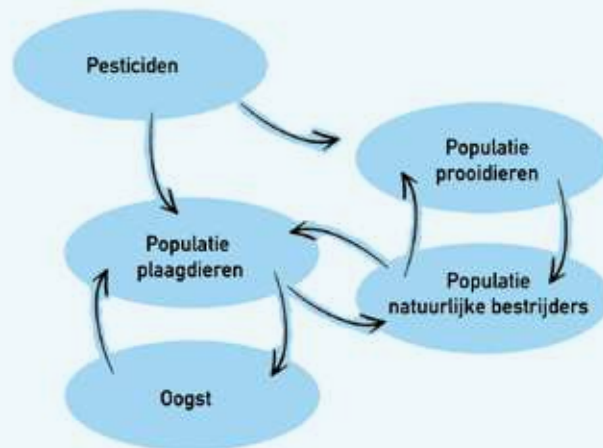 Pesticiden
Populatie
prooidieren
Populatie
plaagdieren
Populatie
natuurlijke bestrijders
Oogst